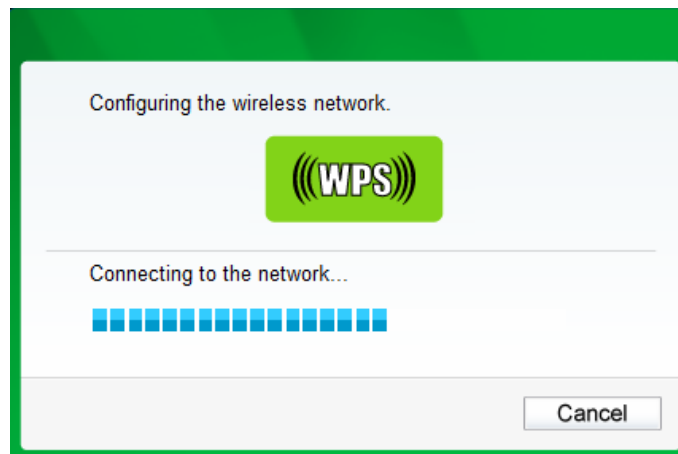 Configuring the wireless network.
WPS
Connecting to the network...
Cancel